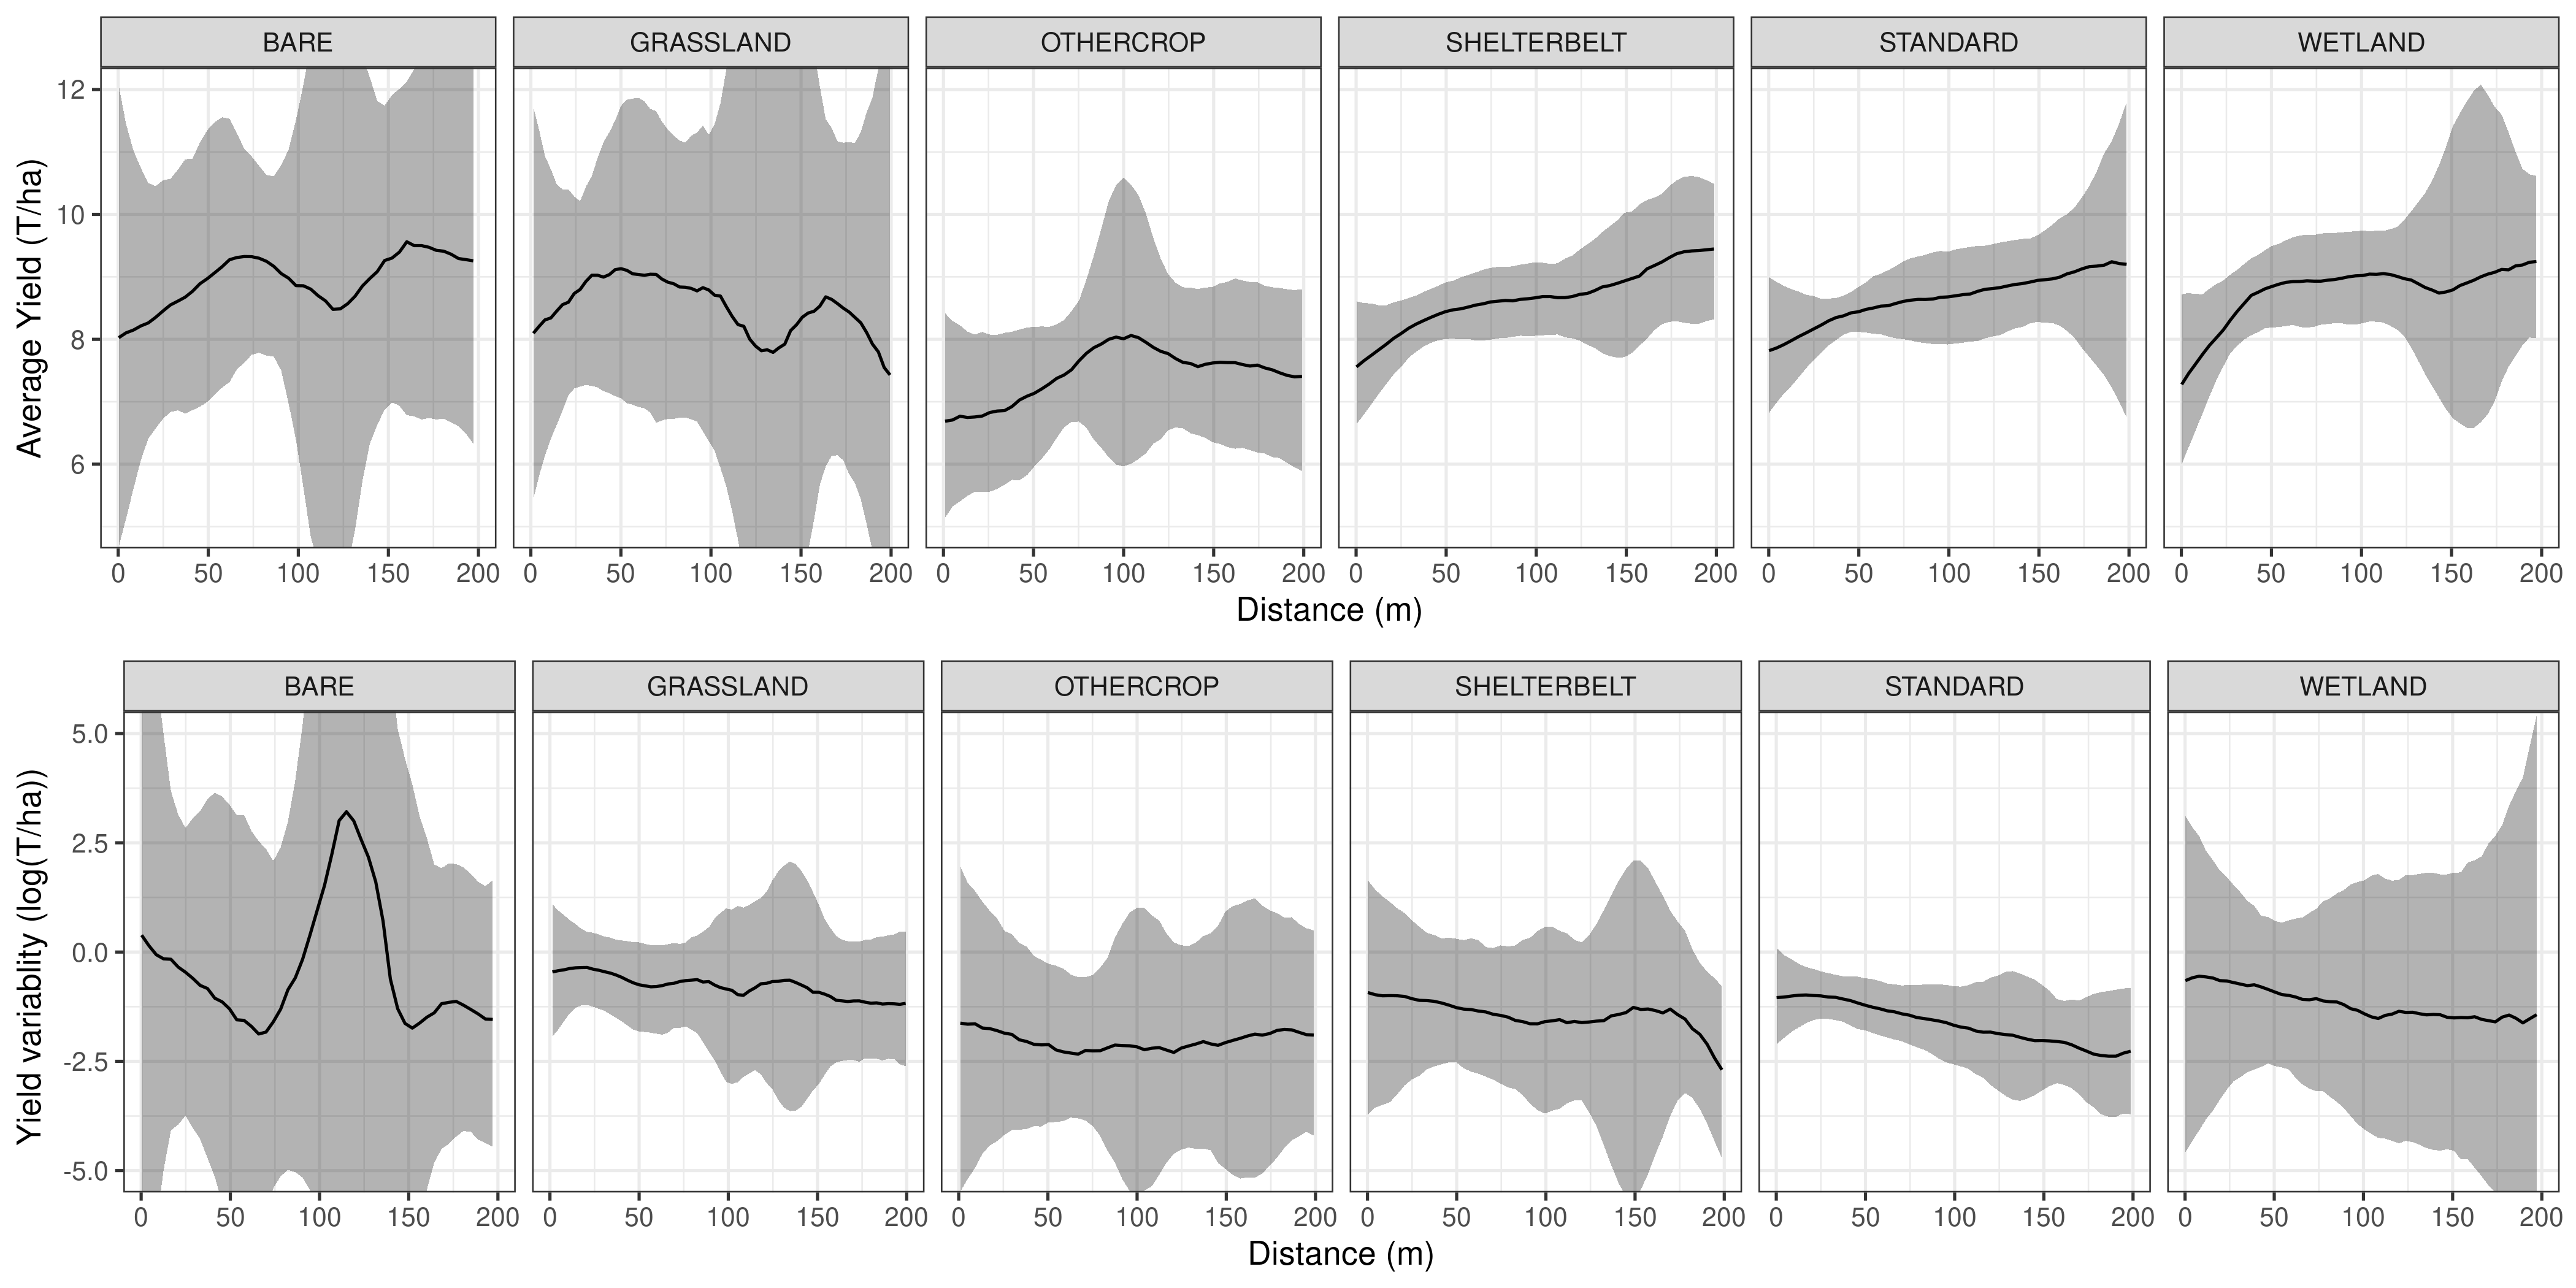 BARE GRASSLAND OTHERCROP SHELTERBELT STANDARD WETLAND
Average Yield (T/ha)
12
10
8
6
0 50 100 150 200 0 50 100 150 200 0 50 100 150 200 0 50 100 150 200 0 50 100 150 200 0 50 100 150 200
Distance (m)
BARE GRASSLAND OTHERCROP SHELTERBELT STANDARD WETLAND
Yield variablity (log(T/ha))
5.0
2.5
0.0
-2.5
-5.0
0 50 100 150 200 0 50 100 150 200 0 50 100 150 200 0 50 100 150 200 0 50 100 150 200 0 50 100 150 200
Distance (m)